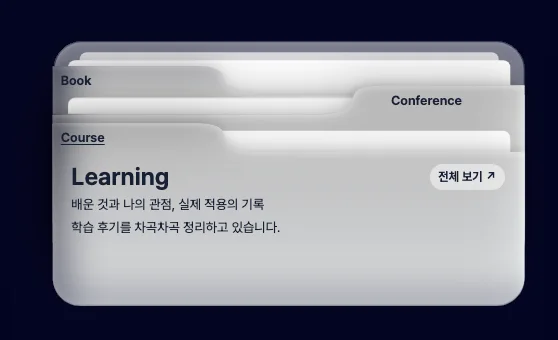 Book
Conference
Course
Learning
전체 보기 ↗
배운 것과 나의 관점, 실제 적용의 기록
학습 후기를 차곡차곡 정리하고 있습니다.